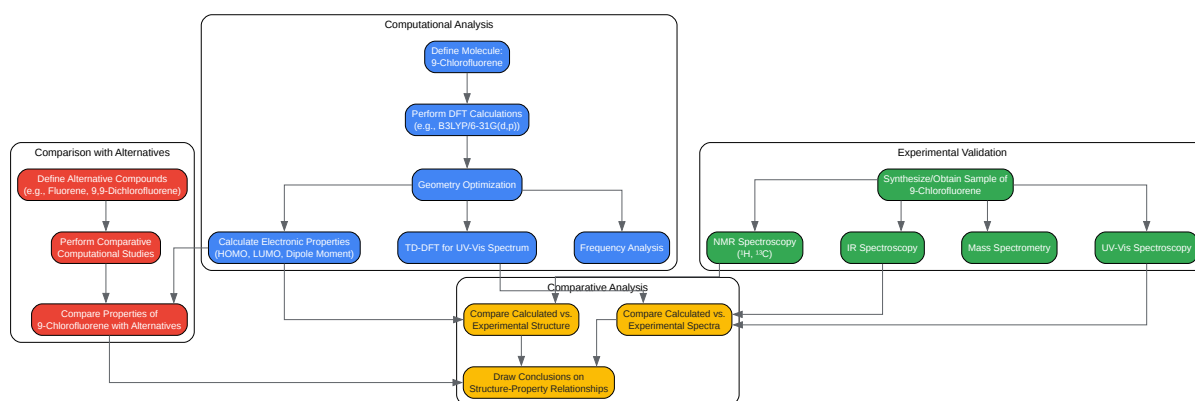 Computational Analysis
Define Molecule:
9-Chlorofluorene
Perform DFT Calculations
(e.g., B3LYP/6-31G(d,p))
Geometry Optimization
Calculate Electronic Properties
(HOMO, LUMO, Dipole Moment)
TD-DFT for UV-Vis Spectrum
Frequency Analysis
Comparison with Alternatives
Define Alternative Compounds
(e.g., Fluorene, 9,9-Dichlorofluorene)
Perform Comparative
Computational Studies
Compare Properties of
9-Chlorofluorene with Alternatives
Experimental Validation
Synthesize/Obtain Sample of
9-Chlorofluorene
NMR Spectroscopy
(¹H, ¹³C)
IR Spectroscopy
Mass Spectrometry
UV-Vis Spectroscopy
Comparative Analysis
Compare Calculated vs.
Experimental Structure
Compare Calculated vs.
Experimental Spectra
Draw Conclusions on
Structure-Property Relationships